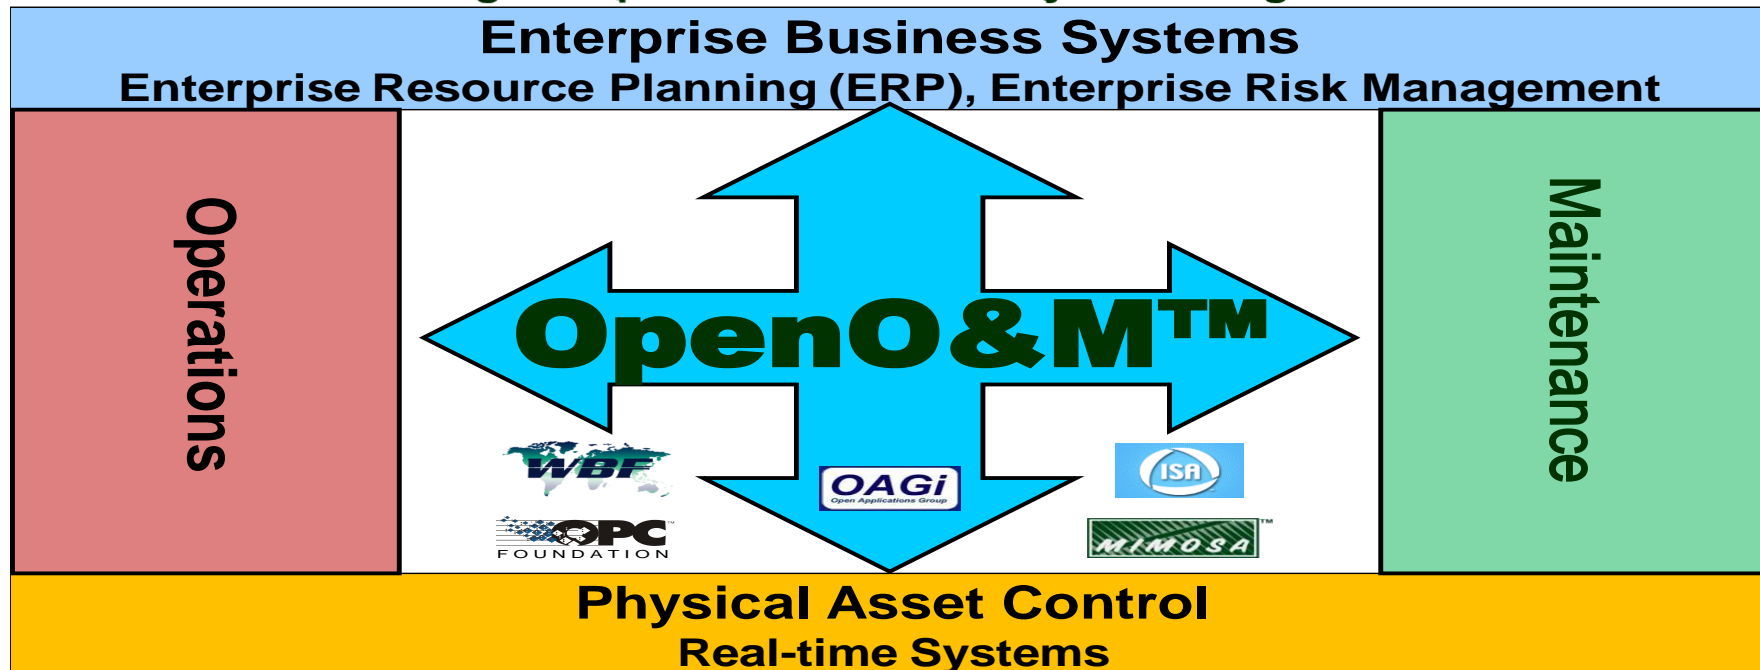 Enterprise Business Systems
Enterprise Resource Planning (ERP), Enterprise Risk Management
Operations
OpenO&M™
Maintenance
WBF
OAGi
Open Applications Group
ISA
OPC
FOUNDATION
MIMOSA™
Physical Asset Control
Real-time Systems